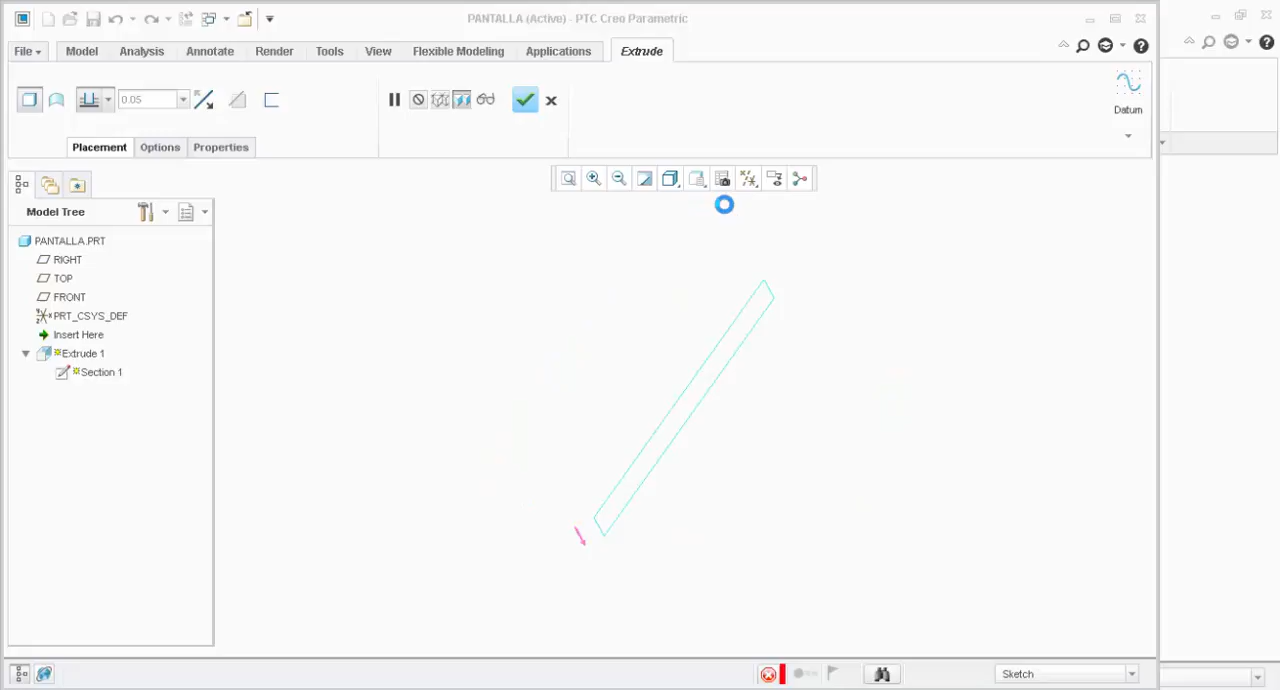 PANTALLA (Active) - PTC Creo Parametric
File Model Analysis Annotate Render Tools View Flexible Modeling Applications Extrude
0.05
Datum
Placement Options Properties
Model Tree
PANTALLA.PRT
RIGHT
TOP
FRONT
PRT_CSYS_DEF
Insert Here
Extrude 1
Section 1
Sketch